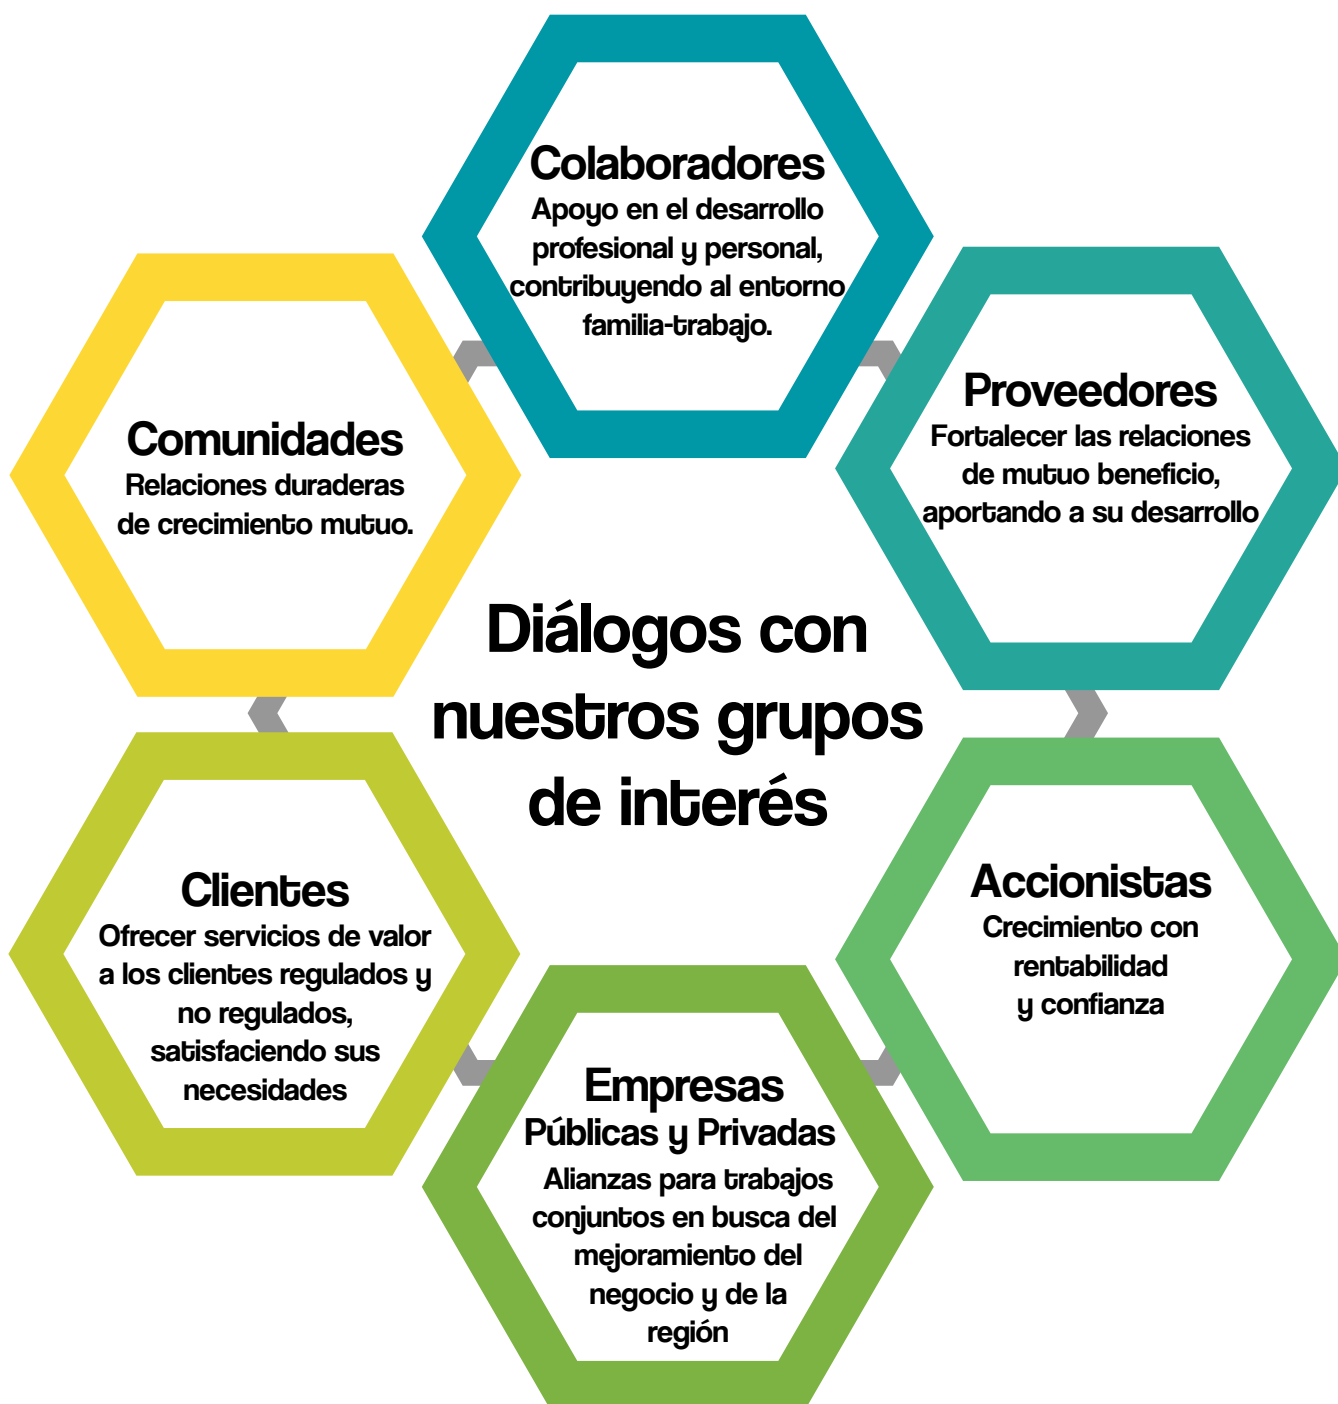 Colaboradores
Apoyo en el desarrollo
profesional y personal,
contribuyendo al entorno
familia-trabajo.
Proveedores
Fortalecer las relaciones
de mutuo beneficio,
aportando a su desarrollo
Comunidades
Relaciones duraderas
de crecimiento mutuo.
Diálogos con
nuestros grupos
de interés
Accionistas
Crecimiento con
rentabilidad
y confianza
Clientes
Ofrecer servicios de valor
a los clientes regulados y
no regulados,
satisfaciendo sus
necesidades
Empresas
Públicas y Privadas
Alianzas para trabajos
conjuntos en busca del
mejoramiento del
negocio y de la
región